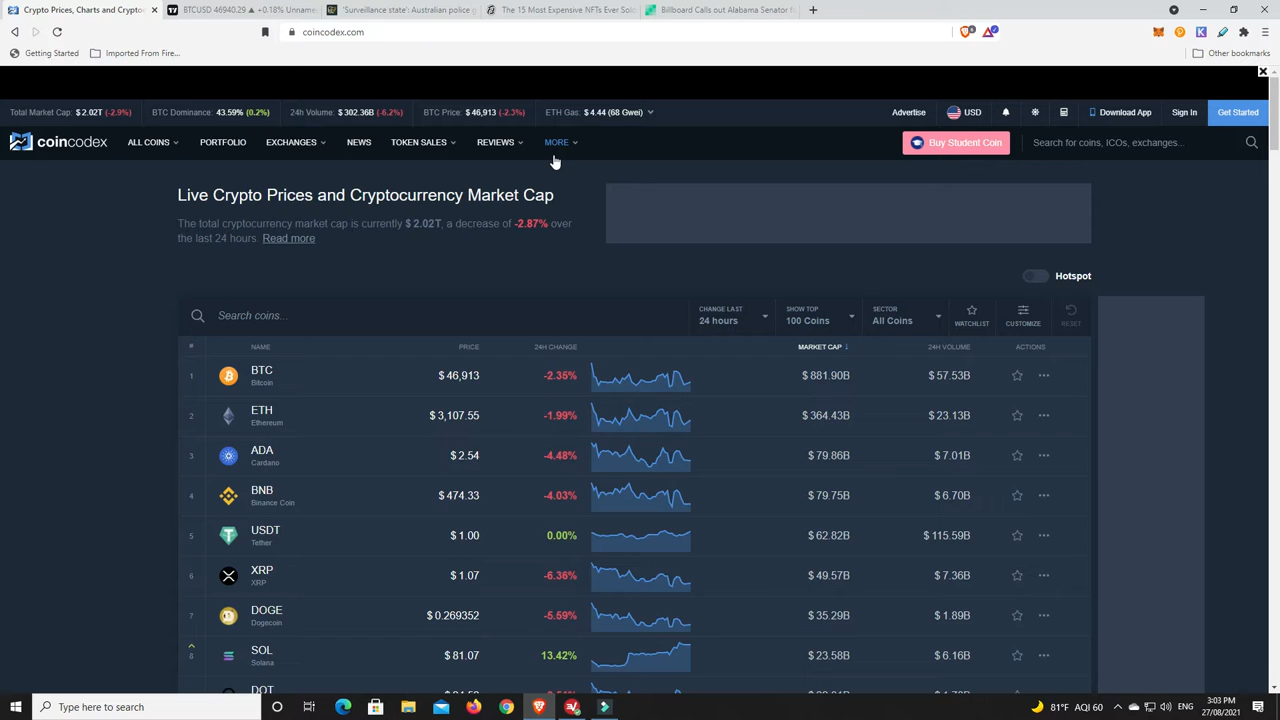 Crypto Prices, Charts and Cryptoc
BTCUSD 46940.29 ▲ +0.18% Unname
'Surveillance state': Australian police g
The 15 Most Expensive NFTs Ever Sol
Billboard Calls out Alabama Senator fo
coincodex.com
Getting Started
Imported From Fire...
Other bookmarks
Total Market Cap: $ 2.02T (-2.9%)
BTC Dominance: 43.59% (0.2%)
24h Volume: $ 302.36B (-6.2%)
BTC Price: $ 46,913 (-2.3%)
ETH Gas: $ 4.44 (68 Gwei)
Advertise
USD
Download App
Sign In
Get Started
coincodex
ALL COINS
PORTFOLIO
EXCHANGES
NEWS
TOKEN SALES
REVIEWS
MORE
Buy Student Coin
Search for coins, ICOs, exchanges...
Live Crypto Prices and Cryptocurrency Market Cap
The total cryptocurrency market cap is currently $ 2.02T, a decrease of -2.87% over
the last 24 hours. Read more
Hotspot
Search coins...
CHANGE LAST
24 hours
SHOW TOP
100 Coins
SECTOR
All Coins
WATCHLIST
CUSTOMIZE
RESET
# NAME PRICE 24H CHANGE MARKET CAP ↓ 24H VOLUME ACTIONS
1 BTC $ 46,913 -2.35% $ 881.90B $ 57.53B
Bitcoin
2 ETH $ 3,107.55 -1.99% $ 364.43B $ 23.13B
Ethereum
3 ADA $ 2.54 -4.48% $ 79.86B $ 7.01B
Cardano
4 BNB $ 474.33 -4.03% $ 79.75B $ 6.70B
Binance Coin
5 USDT $ 1.00 0.00% $ 62.82B $ 115.59B
Tether
6 XRP $ 1.07 -6.36% $ 49.57B $ 7.36B
XRP
7 DOGE $ 0.269352 -5.59% $ 35.29B $ 1.89B
Dogecoin
8 SOL $ 81.07 13.42% $ 23.58B $ 6.16B
Solana
DOT
Type here to search
81°F AQI 60
ENG
3:03 PM
27/08/2021